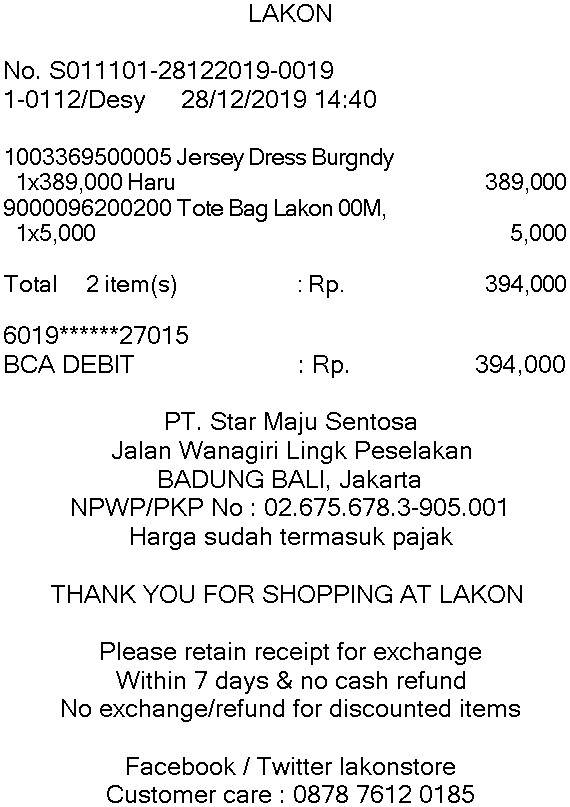 LAKON
No. S011101-28122019-0019
1-0112/Desy 28/12/2019 14:40
1003369500005 Jersey Dress Burgndy
1x389,000 Haru 389,000
9000096200200 Tote Bag Lakon 00M,
1x5,000 5,000
Total 2 item(s) : Rp. 394,000
6019******27015
BCA DEBIT : Rp. 394,000
PT. Star Maju Sentosa
Jalan Wanagiri Lingk Peselakan
BADUNG BALI, Jakarta
NPWP/PKP No : 02.675.678.3-905.001
Harga sudah termasuk pajak
THANK YOU FOR SHOPPING AT LAKON
Please retain receipt for exchange
Within 7 days & no cash refund
No exchange/refund for discounted items
Facebook / Twitter lakonstore
Customer care : 0878 7612 0185